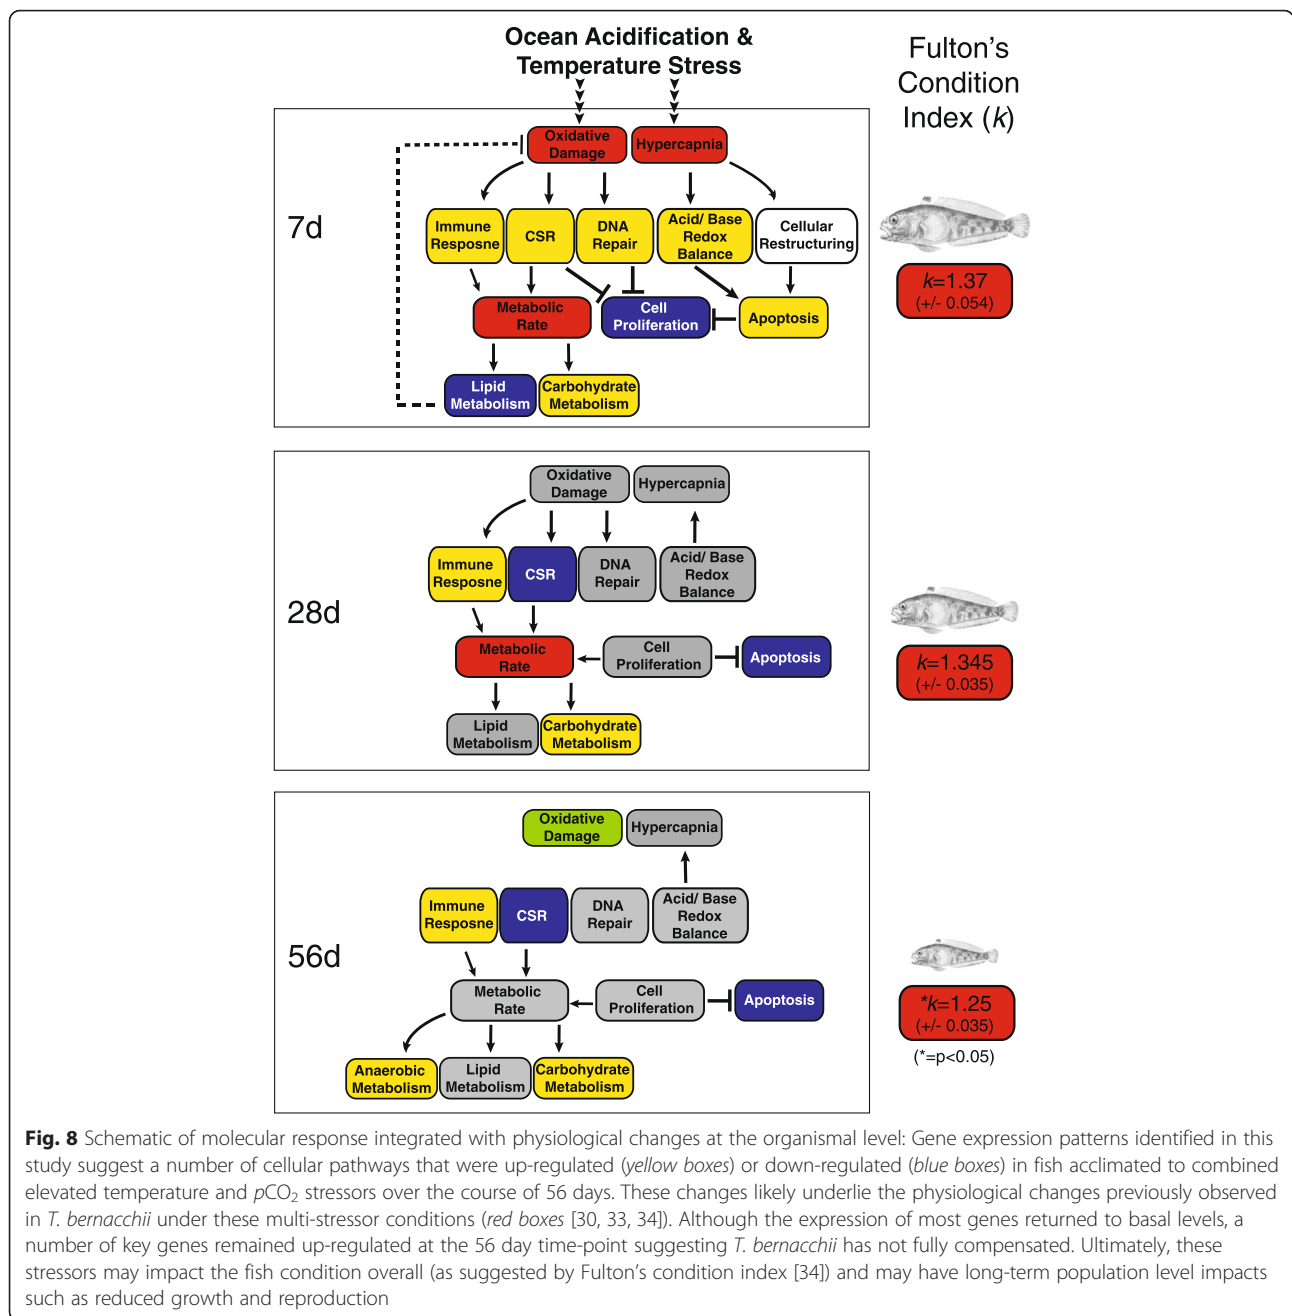 Ocean Acidification &
Temperature Stress
Fulton's
Condition
Index (k)
7d
Oxidative
Damage
Hypercapnia
Immune
Resposne
CSR
DNA
Repair
Acid/ Base
Redox
Balance
Cellular
Restructuring
Metabolic
Rate
Cell
Proliferation
Apoptosis
Lipid
Metabolism
Carbohydrate
Metabolism
k=1.37
(+/- 0.054)
28d
Oxidative
Damage
Hypercapnia
Immune
Resposne
CSR
DNA
Repair
Acid/ Base
Redox
Balance
Metabolic
Rate
Cell
Proliferation
Apoptosis
Lipid
Metabolism
Carbohydrate
Metabolism
k=1.345
(+/- 0.035)
56d
Oxidative
Damage
Hypercapnia
Immune
Resposne
CSR
DNA
Repair
Acid/ Base
Redox
Balance
Metabolic
Rate
Cell
Proliferation
Apoptosis
Anaerobic
Metabolism
Lipid
Metabolism
Carbohydrate
Metabolism
*k=1.25
(+/- 0.035)
(*=p<0.05)
Fig. 8 Schematic of molecular response integrated with physiological changes at the organismal level: Gene expression patterns identified in this
study suggest a number of cellular pathways that were up-regulated (yellow boxes) or down-regulated (blue boxes) in fish acclimated to combined
elevated temperature and pCO₂ stressors over the course of 56 days. These changes likely underlie the physiological changes previously observed
in T. bernacchii under these multi-stressor conditions (red boxes [30, 33, 34]). Although the expression of most genes returned to basal levels, a
number of key genes remained up-regulated at the 56 day time-point suggesting T. bernacchii has not fully compensated. Ultimately, these
stressors may impact the fish condition overall (as suggested by Fulton's condition index [34]) and may have long-term population level impacts
such as reduced growth and reproduction